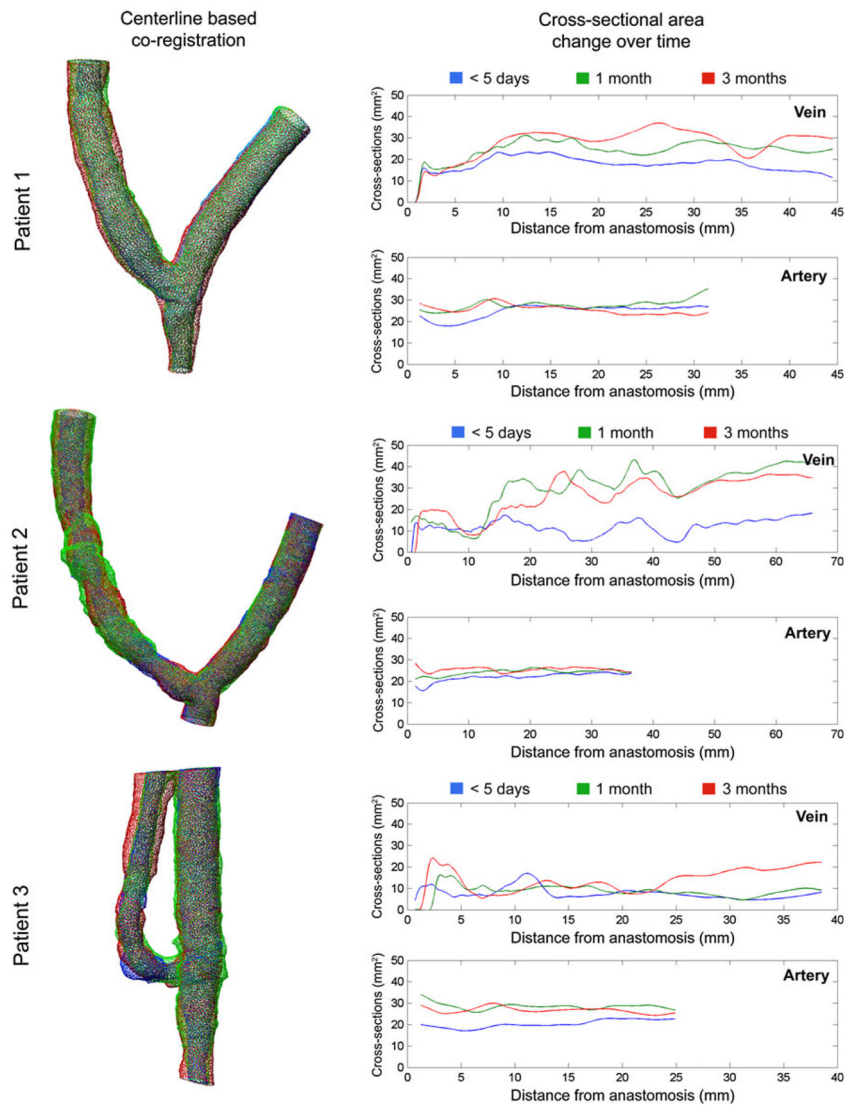 Centerline based
co-registration
Cross-sectional area
change over time
Patient 1
< 5 days 1 month 3 months
Vein
Cross-sections (mm²)
50
40
30
20
10
0
0 5 10 15 20 25 30 35 40 45
Distance from anastomosis (mm)
Artery
Cross-sections (mm²)
50
40
30
20
10
0
0 5 10 15 20 25 30 35 40 45
Distance from anastomosis (mm)
Patient 2
< 5 days 1 month 3 months
Vein
Cross-sections (mm²)
50
40
30
20
10
0
0 10 20 30 40 50 60 70
Distance from anastomosis (mm)
Artery
Cross-sections (mm²)
50
40
30
20
10
0
0 10 20 30 40 50 60 70
Distance from anastomosis (mm)
Patient 3
< 5 days 1 month 3 months
Vein
Cross-sections (mm²)
50
40
30
20
10
0
0 5 10 15 20 25 30 35 40
Distance from anastomosis (mm)
Artery
Cross-sections (mm²)
50
40
30
20
10
0
0 5 10 15 20 25 30 35 40
Distance from anastomosis (mm)